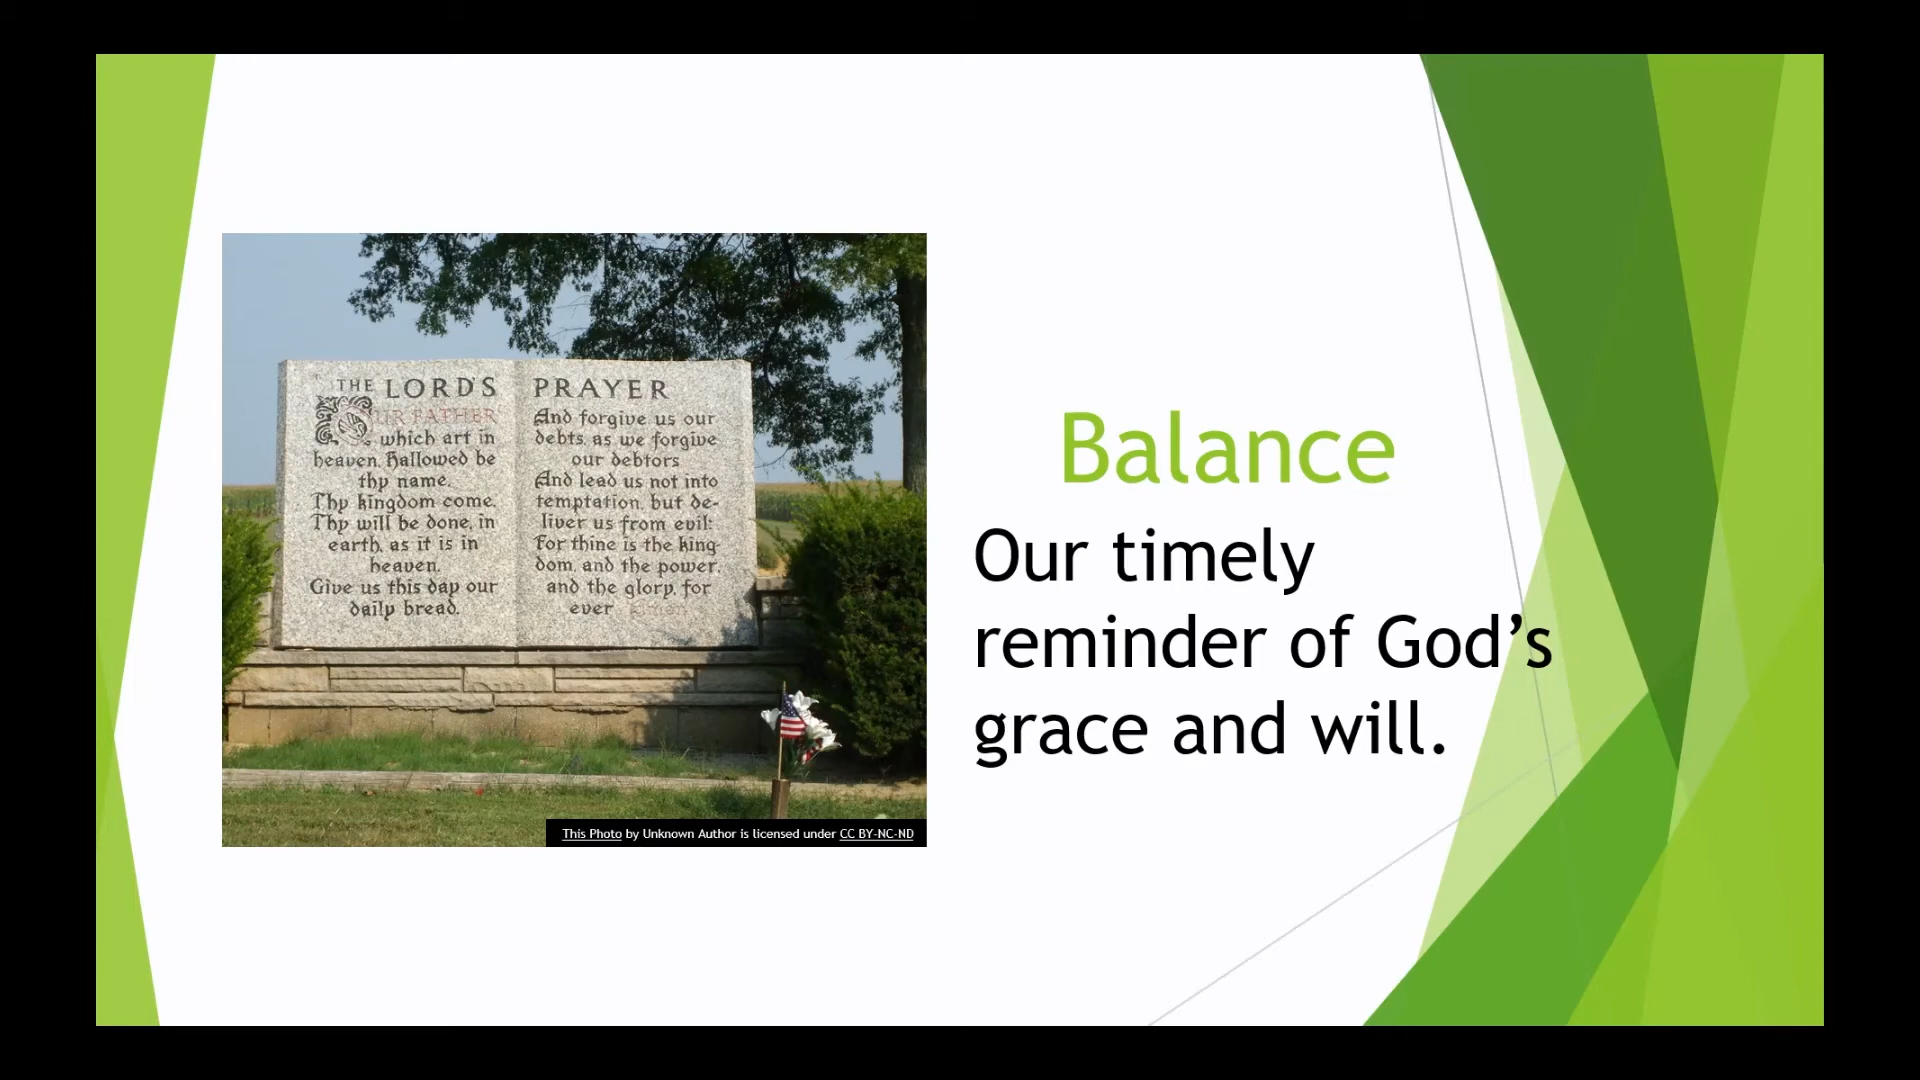 THE LORD'S PRAYER
OUR FATHER
which art in
heaven, Hallowed be
thy name.
Thy kingdom come.
Thy will be done, in
earth, as it is in
heaven.
Give us this day our
daily bread.
And forgive us our
debts, as we forgive
our debtors
And lead us not into
temptation, but de-
liver us from evil:
For thine is the king-
dom, and the power,
and the glory, for
ever Amen
This Photo by Unknown Author is licensed under CC BY-NC-ND
Balance
Our timely
reminder of God’s
grace and will.